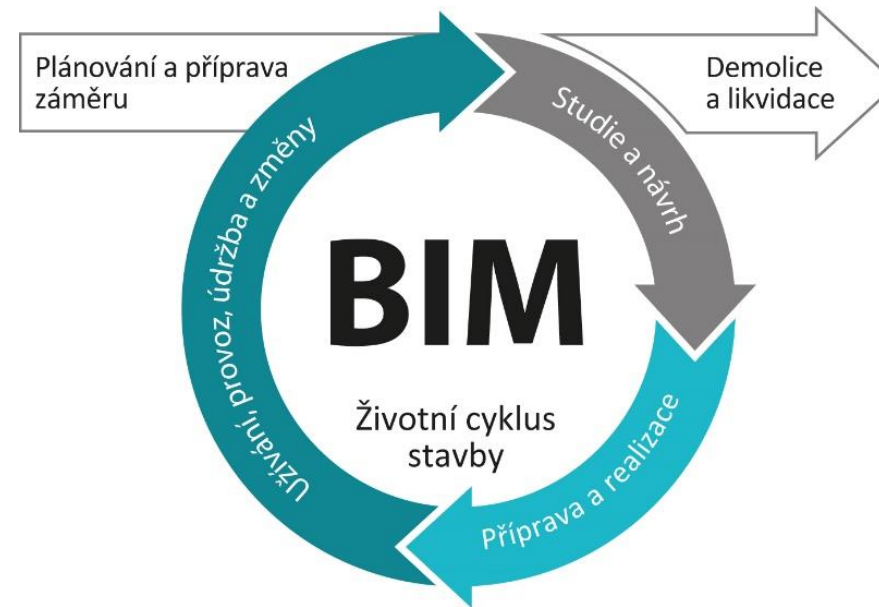 Plánování a příprava
záměru
Demolice
a likvidace
Studie a návrh
Užívání, provoz, údržba a změny
BIM
Životní cyklus
stavby
Příprava a realizace